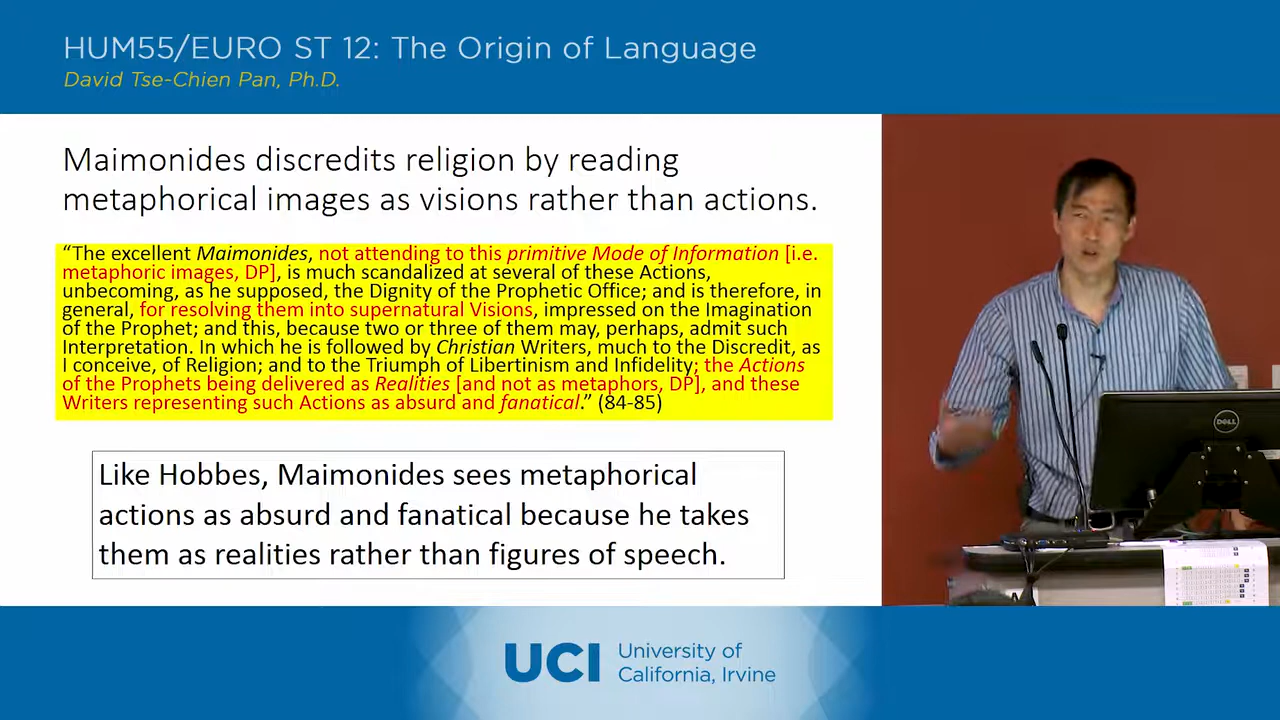 HUM55/EURO ST 12: The Origin of Language
David Tse-Chien Pan, Ph.D.
Maimonides discredits religion by reading
metaphorical images as visions rather than actions.
“The excellent Maimonides, not attending to this primitive Mode of Information [i.e.
metaphoric images, DP], is much scandalized at several of these Actions,
unbecoming, as he supposed, the Dignity of the Prophetic Office; and is therefore, in
general, for resolving them into supernatural Visions, impressed on the Imagination
of the Prophet; and this, because two or three of them may, perhaps, admit such
Interpretation. In which he is followed by Christian Writers, much to the Discredit, as
I conceive, of Religion; and to the Triumph of Libertinism and Infidelity; the Actions
of the Prophets being delivered as Realities [and not as metaphors, DP], and these
Writers representing such Actions as absurd and fanatical.” (84-85)
Like Hobbes, Maimonides sees metaphorical
actions as absurd and fanatical because he takes
them as realities rather than figures of speech.
DELL
UCI University of
California, Irvine